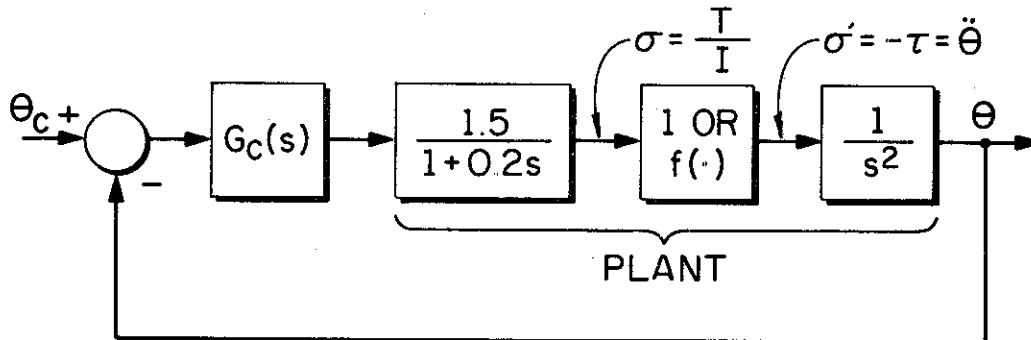 σ = T/I
σ' = -τ = θ̈
θc +
-
Gc(s)
1.5
1+0.2s
1 OR
f(·)
1
s²
θ
PLANT